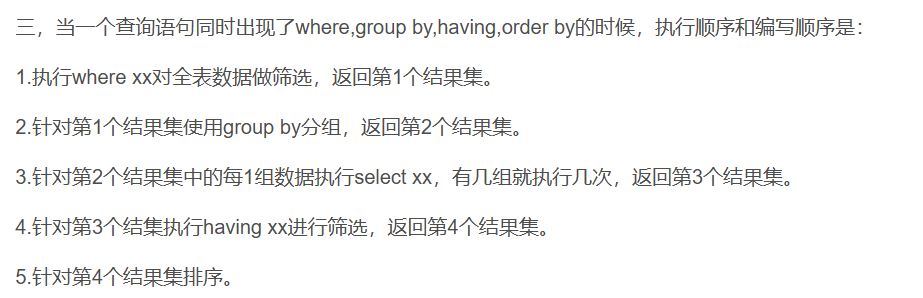 三，当一个查询语句同时出现了where,group by,having,order by的时候，执行顺序和编写顺序是：
1.执行where xx对全表数据做筛选，返回第1个结果集。
2.针对第1个结果集使用group by分组，返回第2个结果集。
3.针对第2个结果集中的每1组数据执行select xx，有几组就执行几次，返回第3个结果集。
4.针对第3个结集执行having xx进行筛选，返回第4个结果集。
5.针对第4个结果集排序。